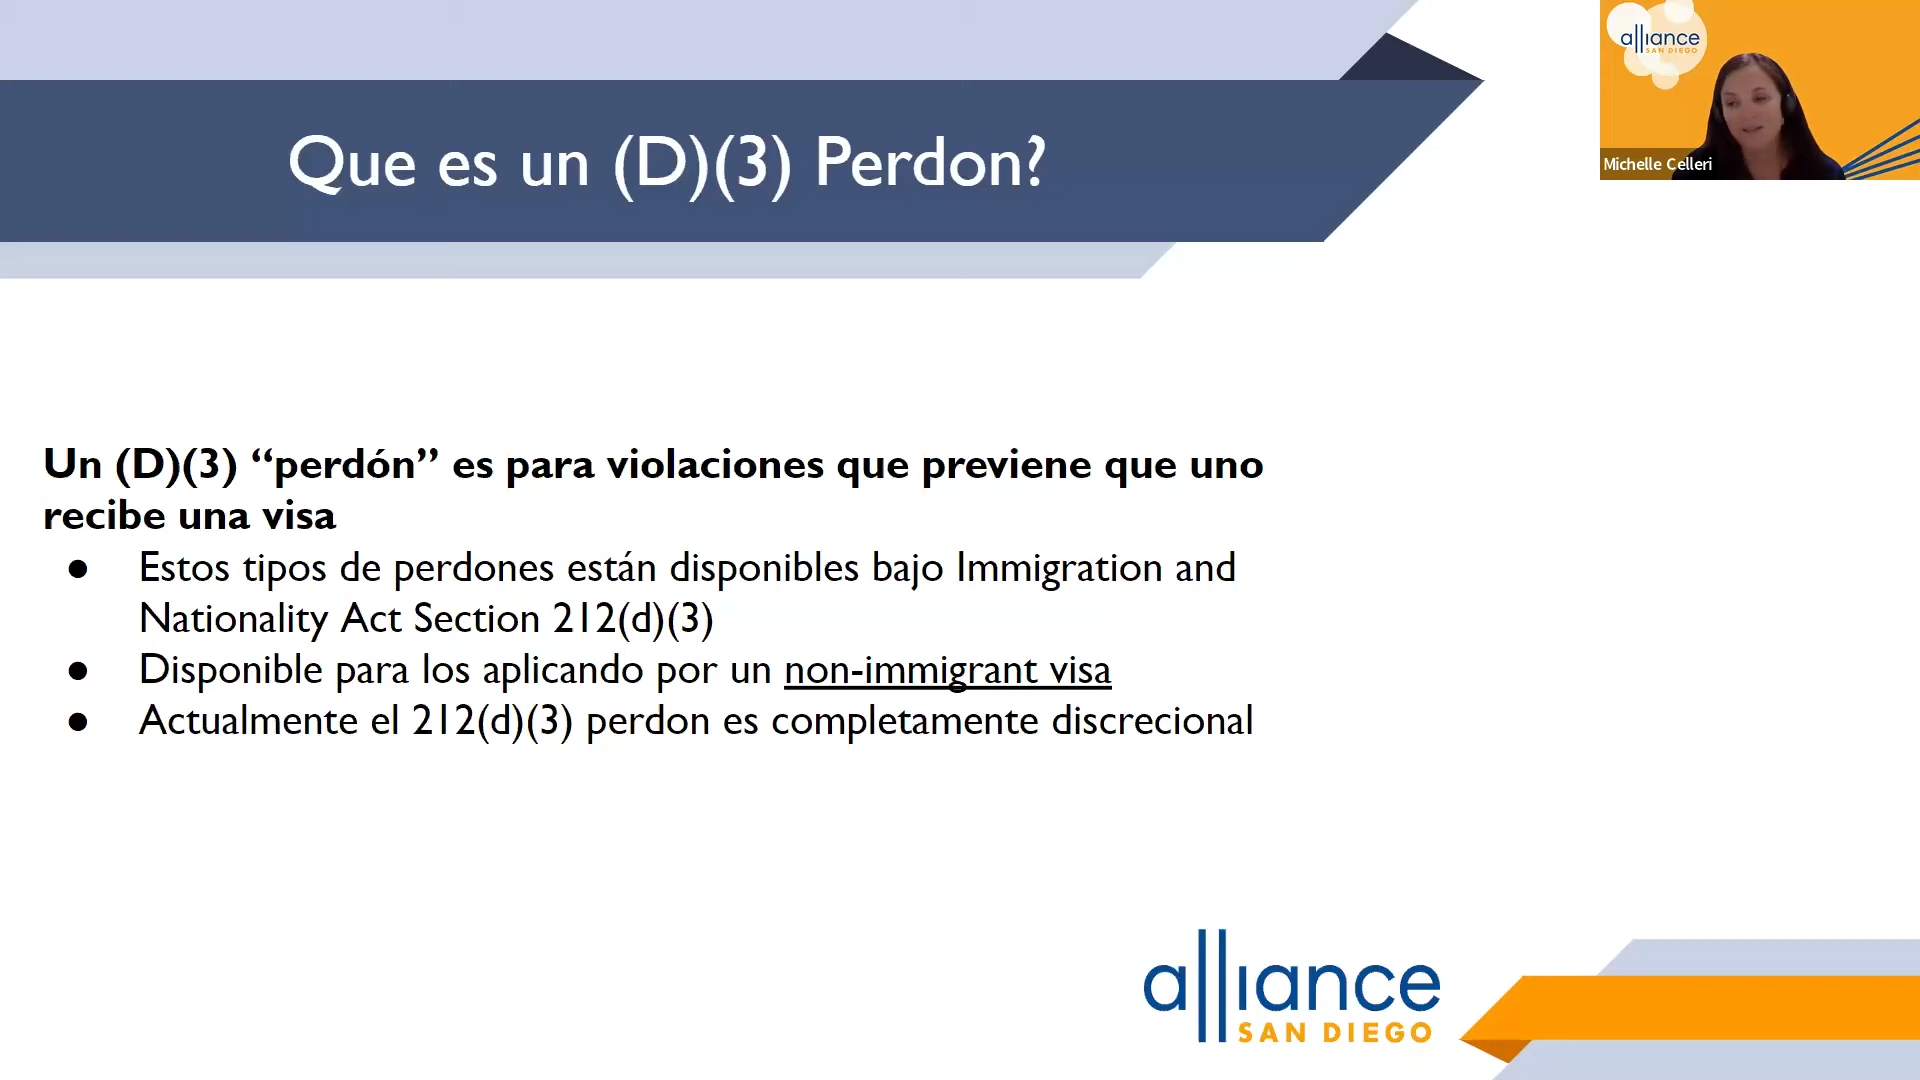 Que es un (D)(3) Perdon?
alliance
SAN DIEGO
Michelle Celleri
Un (D)(3) “perdón” es para violaciones que previene que uno
recibe una visa
● Estos tipos de perdones están disponibles bajo Immigration and
Nationality Act Section 212(d)(3)
● Disponible para los aplicando por un non-immigrant visa
● Actualmente el 212(d)(3) perdon es completamente discrecional
alliance
SAN DIEGO